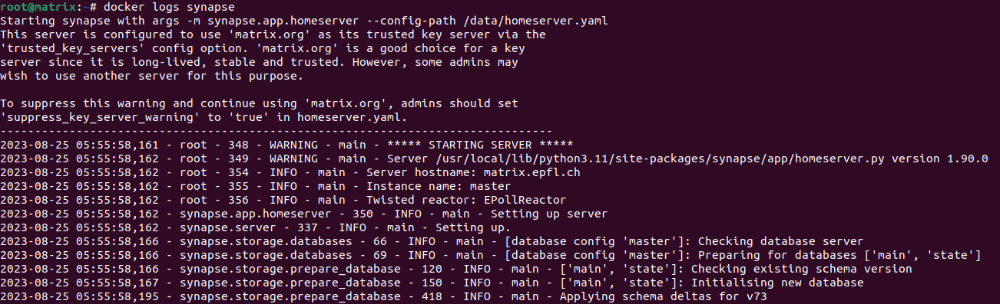 root@matrix:~# docker logs synapse
Starting synapse with args -m synapse.app.homeserver --config-path /data/homeserver.yaml
This server is configured to use 'matrix.org' as its trusted key server via the
'trusted_key_servers' config option. 'matrix.org' is a good choice for a key
server since it is long-lived, stable and trusted. However, some admins may
wish to use another server for this purpose.
To suppress this warning and continue using 'matrix.org', admins should set
'suppress_key_server_warning' to 'true' in homeserver.yaml.
--------------------------------------------------------------------------------
2023-08-25 05:55:58,161 - root - 348 - WARNING - main - ***** STARTING SERVER *****
2023-08-25 05:55:58,162 - root - 349 - WARNING - main - Server /usr/local/lib/python3.11/site-packages/synapse/app/homeserver.py version 1.90.0
2023-08-25 05:55:58,162 - root - 354 - INFO - main - Server hostname: matrix.epfl.ch
2023-08-25 05:55:58,162 - root - 355 - INFO - main - Instance name: master
2023-08-25 05:55:58,162 - root - 356 - INFO - main - Twisted reactor: EPollReactor
2023-08-25 05:55:58,162 - synapse.app.homeserver - 350 - INFO - main - Setting up server
2023-08-25 05:55:58,162 - synapse.server - 337 - INFO - main - Setting up.
2023-08-25 05:55:58,166 - synapse.storage.databases - 66 - INFO - main - [database config 'master']: Checking database server
2023-08-25 05:55:58,166 - synapse.storage.databases - 69 - INFO - main - [database config 'master']: Preparing for databases ['main', 'state']
2023-08-25 05:55:58,166 - synapse.storage.prepare_database - 120 - INFO - main - ['main', 'state']: Checking existing schema version
2023-08-25 05:55:58,167 - synapse.storage.prepare_database - 150 - INFO - main - ['main', 'state']: Initialising new database
2023-08-25 05:55:58,195 - synapse.storage.prepare_database - 418 - INFO - main - Applying schema deltas for v73